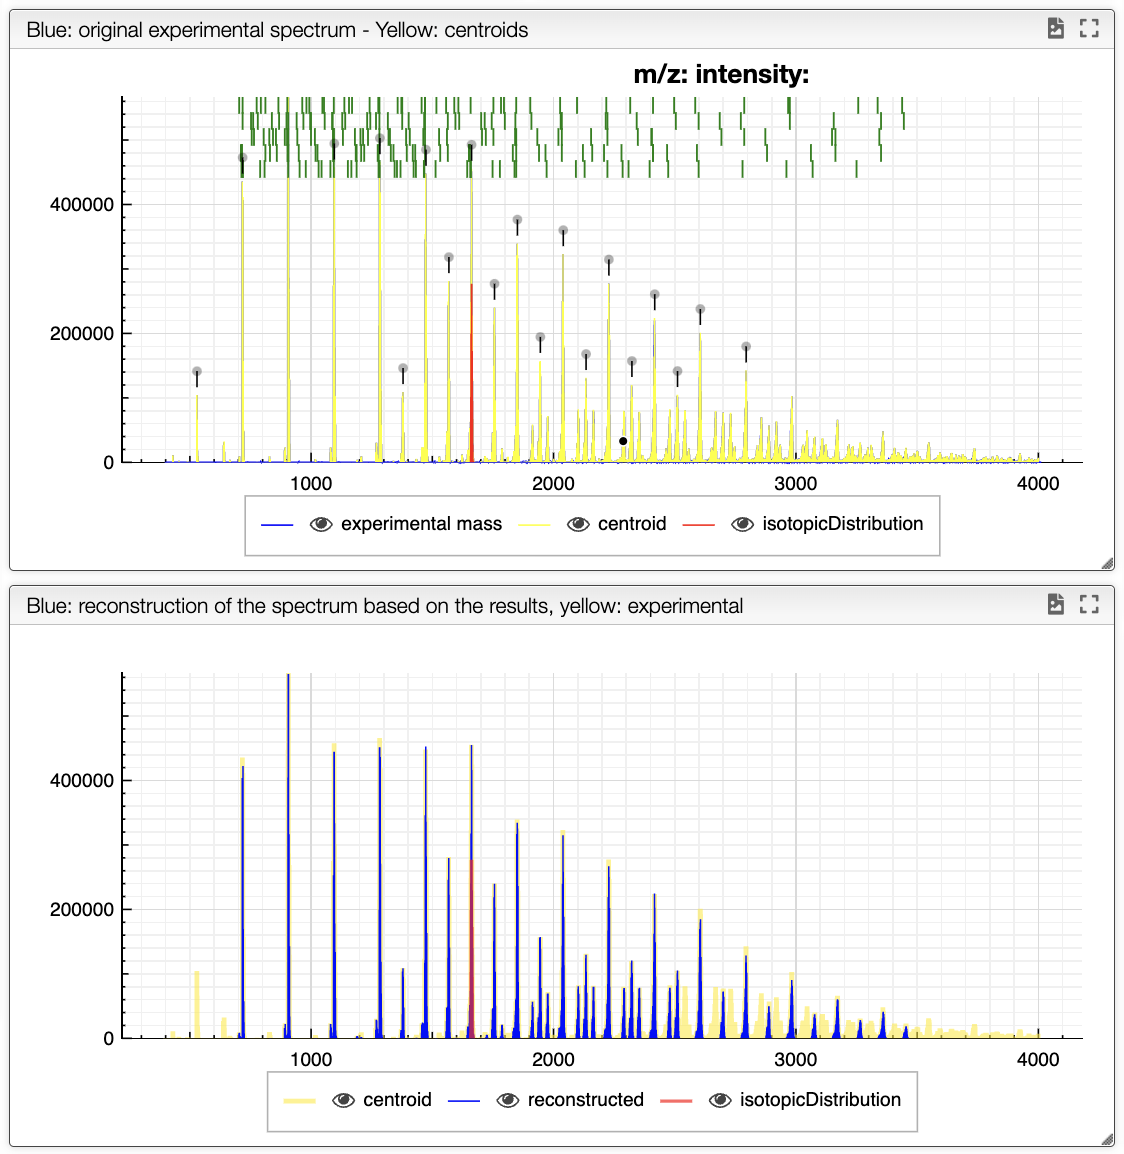 Blue: original experimental spectrum - Yellow: centroids
m/z: intensity:
400000
200000
0
1000 2000 3000 4000
experimental mass centroid isotopicDistribution
Blue: reconstruction of the spectrum based on the results, yellow: experimental
400000
200000
0
1000 2000 3000 4000
centroid reconstructed isotopicDistribution